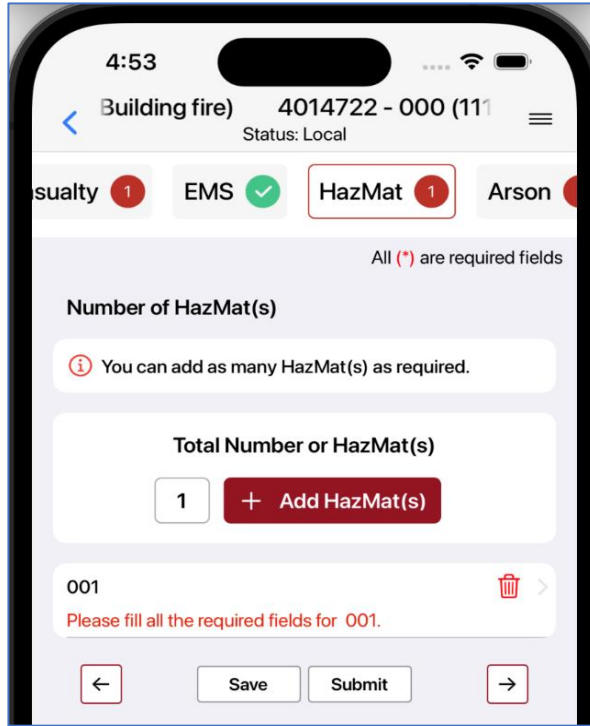 4:53
Building fire) 4014722 - 000 (111
Status: Local
sualty 1 EMS HazMat 1 Arson
All (*) are required fields
Number of HazMat(s)
You can add as many HazMat(s) as required.
Total Number or HazMat(s)
1 + Add HazMat(s)
001
Please fill all the required fields for 001.
Save Submit